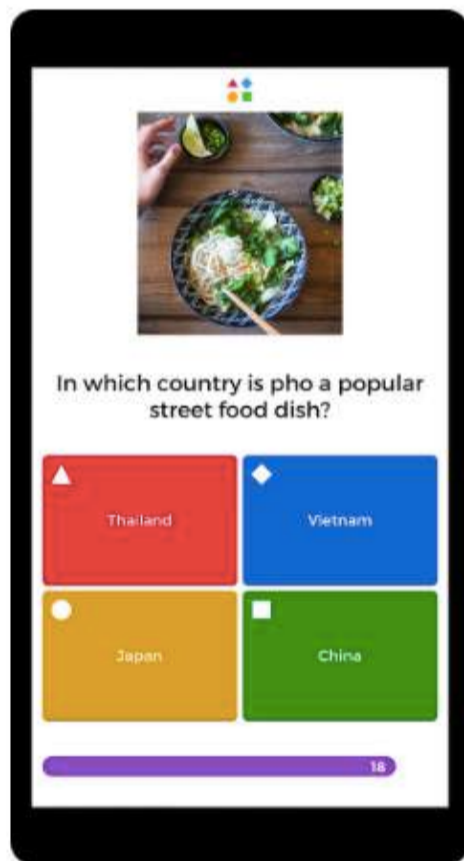 In which country is pho a popular
street food dish?
Thailand
Vietnam
Japan
China
18